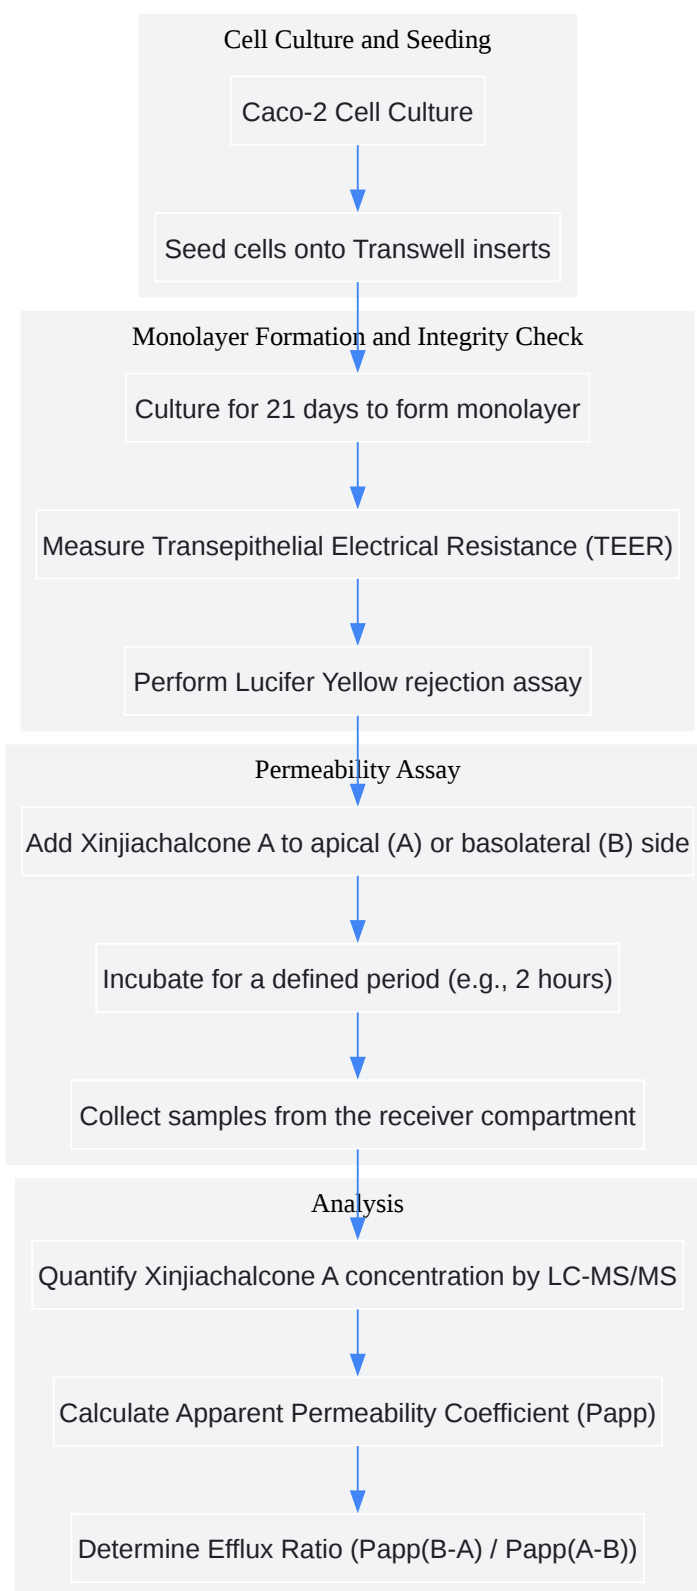 Cell Culture and Seeding
Caco-2 Cell Culture
Seed cells onto Transwell inserts
Monolayer Formation and Integrity Check
Culture for 21 days to form monolayer
Measure Transepithelial Electrical Resistance (TEER)
Perform Lucifer Yellow rejection assay
Permeability Assay
Add Xinjiachalcone A to apical (A) or basolateral (B) side
Incubate for a defined period (e.g., 2 hours)
Collect samples from the receiver compartment
Analysis
Quantify Xinjiachalcone A concentration by LC-MS/MS
Calculate Apparent Permeability Coefficient (Papp)
Determine Efflux Ratio (Papp(B-A) / Papp(A-B))